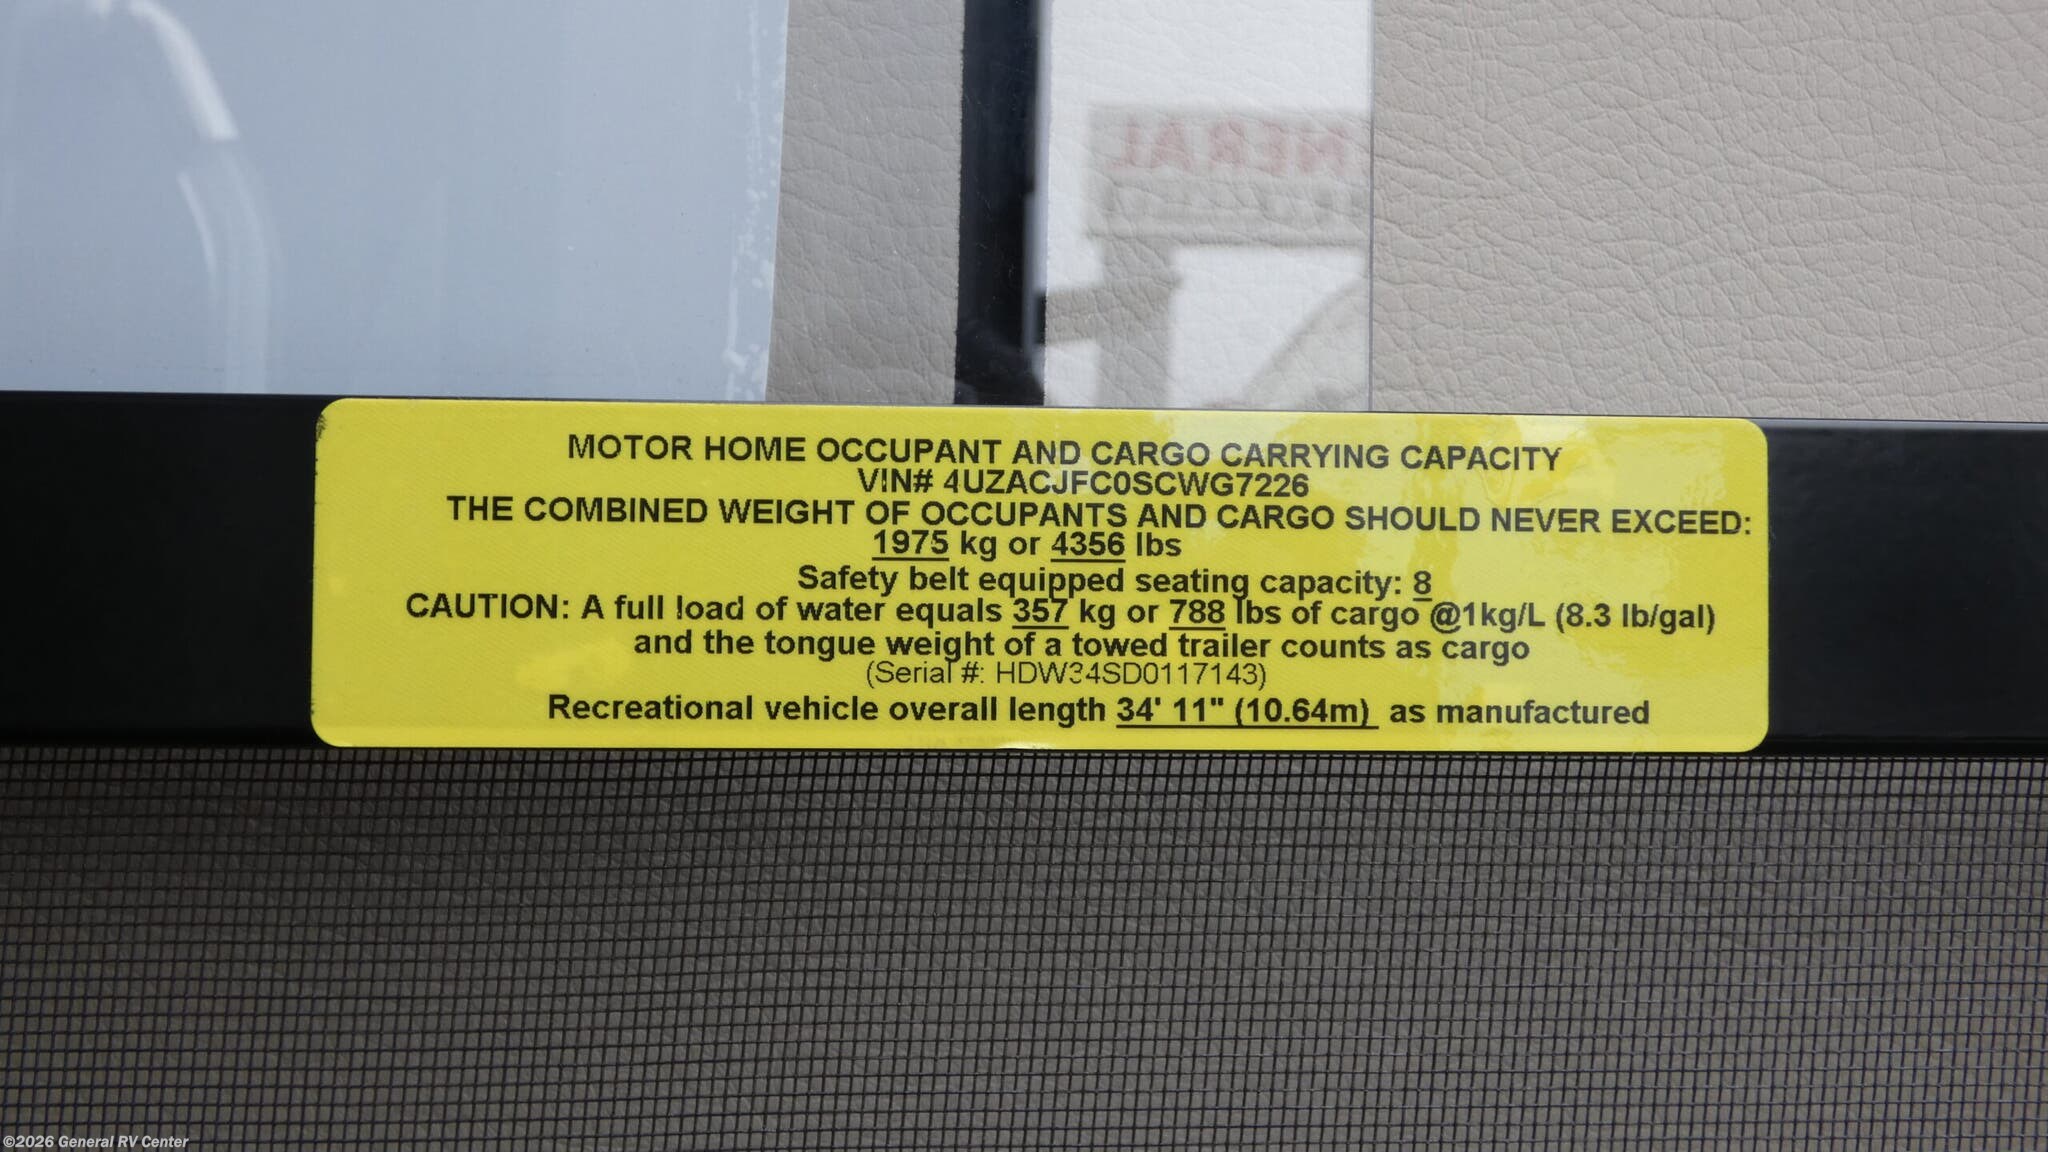 NERAL
MOTOR HOME OCCUPANT AND CARGO CARRYING CAPACITY
VIN# 4UZACJFC0SCWG7226
THE COMBINED WEIGHT OF OCCUPANTS AND CARGO SHOULD NEVER EXCEED:
1975 kg or 4356 lbs
Safety belt equipped seating capacity: 8
CAUTION: A full load of water equals 357 kg or 788 lbs of cargo @1kg/L (8.3 lb/gal)
and the tongue weight of a towed trailer counts as cargo
(Serial #: HDW34SD0117143)
Recreational vehicle overall length 34' 11" (10.64m) as manufactured
©2026 General RV Center